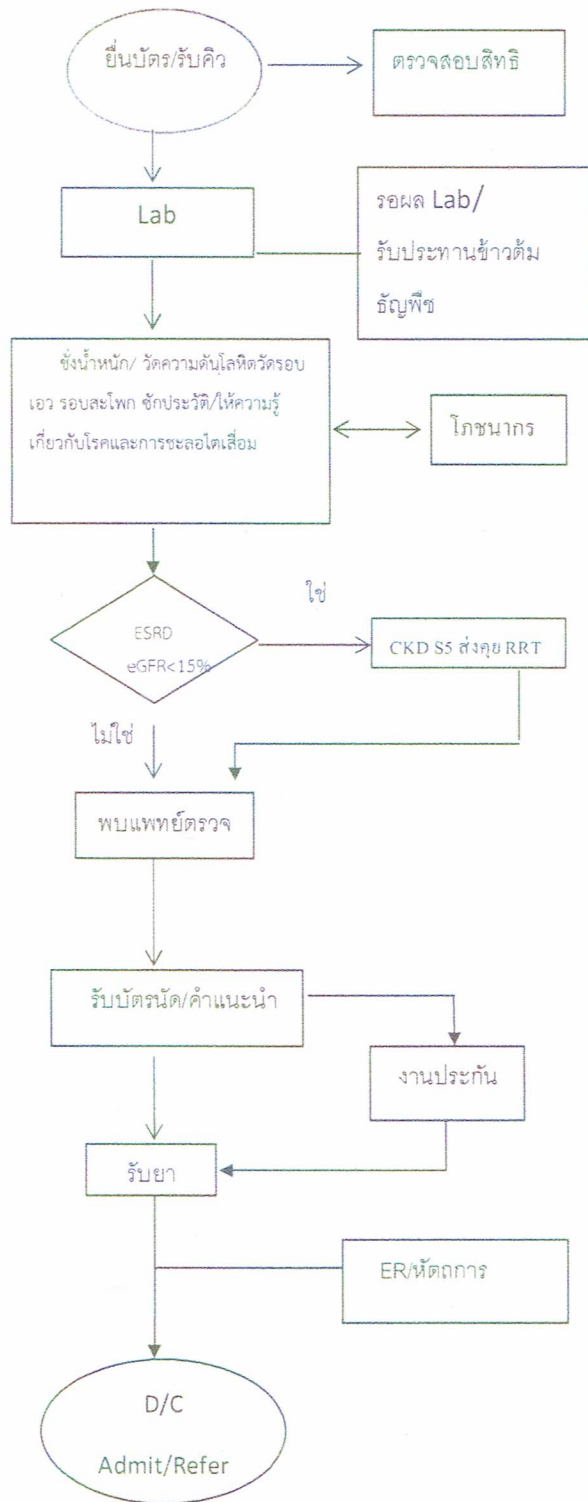 ยื่นบัตร/รับคิว
ตรวจสอบสิทธิ
Lab
รอผล Lab/
รับประทานข้าวต้ม
ธัญพืช
ชั่งน้ำหนัก/ วัดความดันโลหิตวัดรอบ
เอว รอบสะโพก ซักประวัติ/ให้ความรู้
เกี่ยวกับโรคและการชะลอไตเสื่อม
โภชนากร
ใช่
ESRD
eGFR<15%
CKD S5 ส่งคุย RRT
ไม่ใช่
พบแพทย์ตรวจ
รับบัตรนัด/คำแนะนำ
งานประกัน
รับยา
ER/หัตถการ
D/C
Admit/Refer